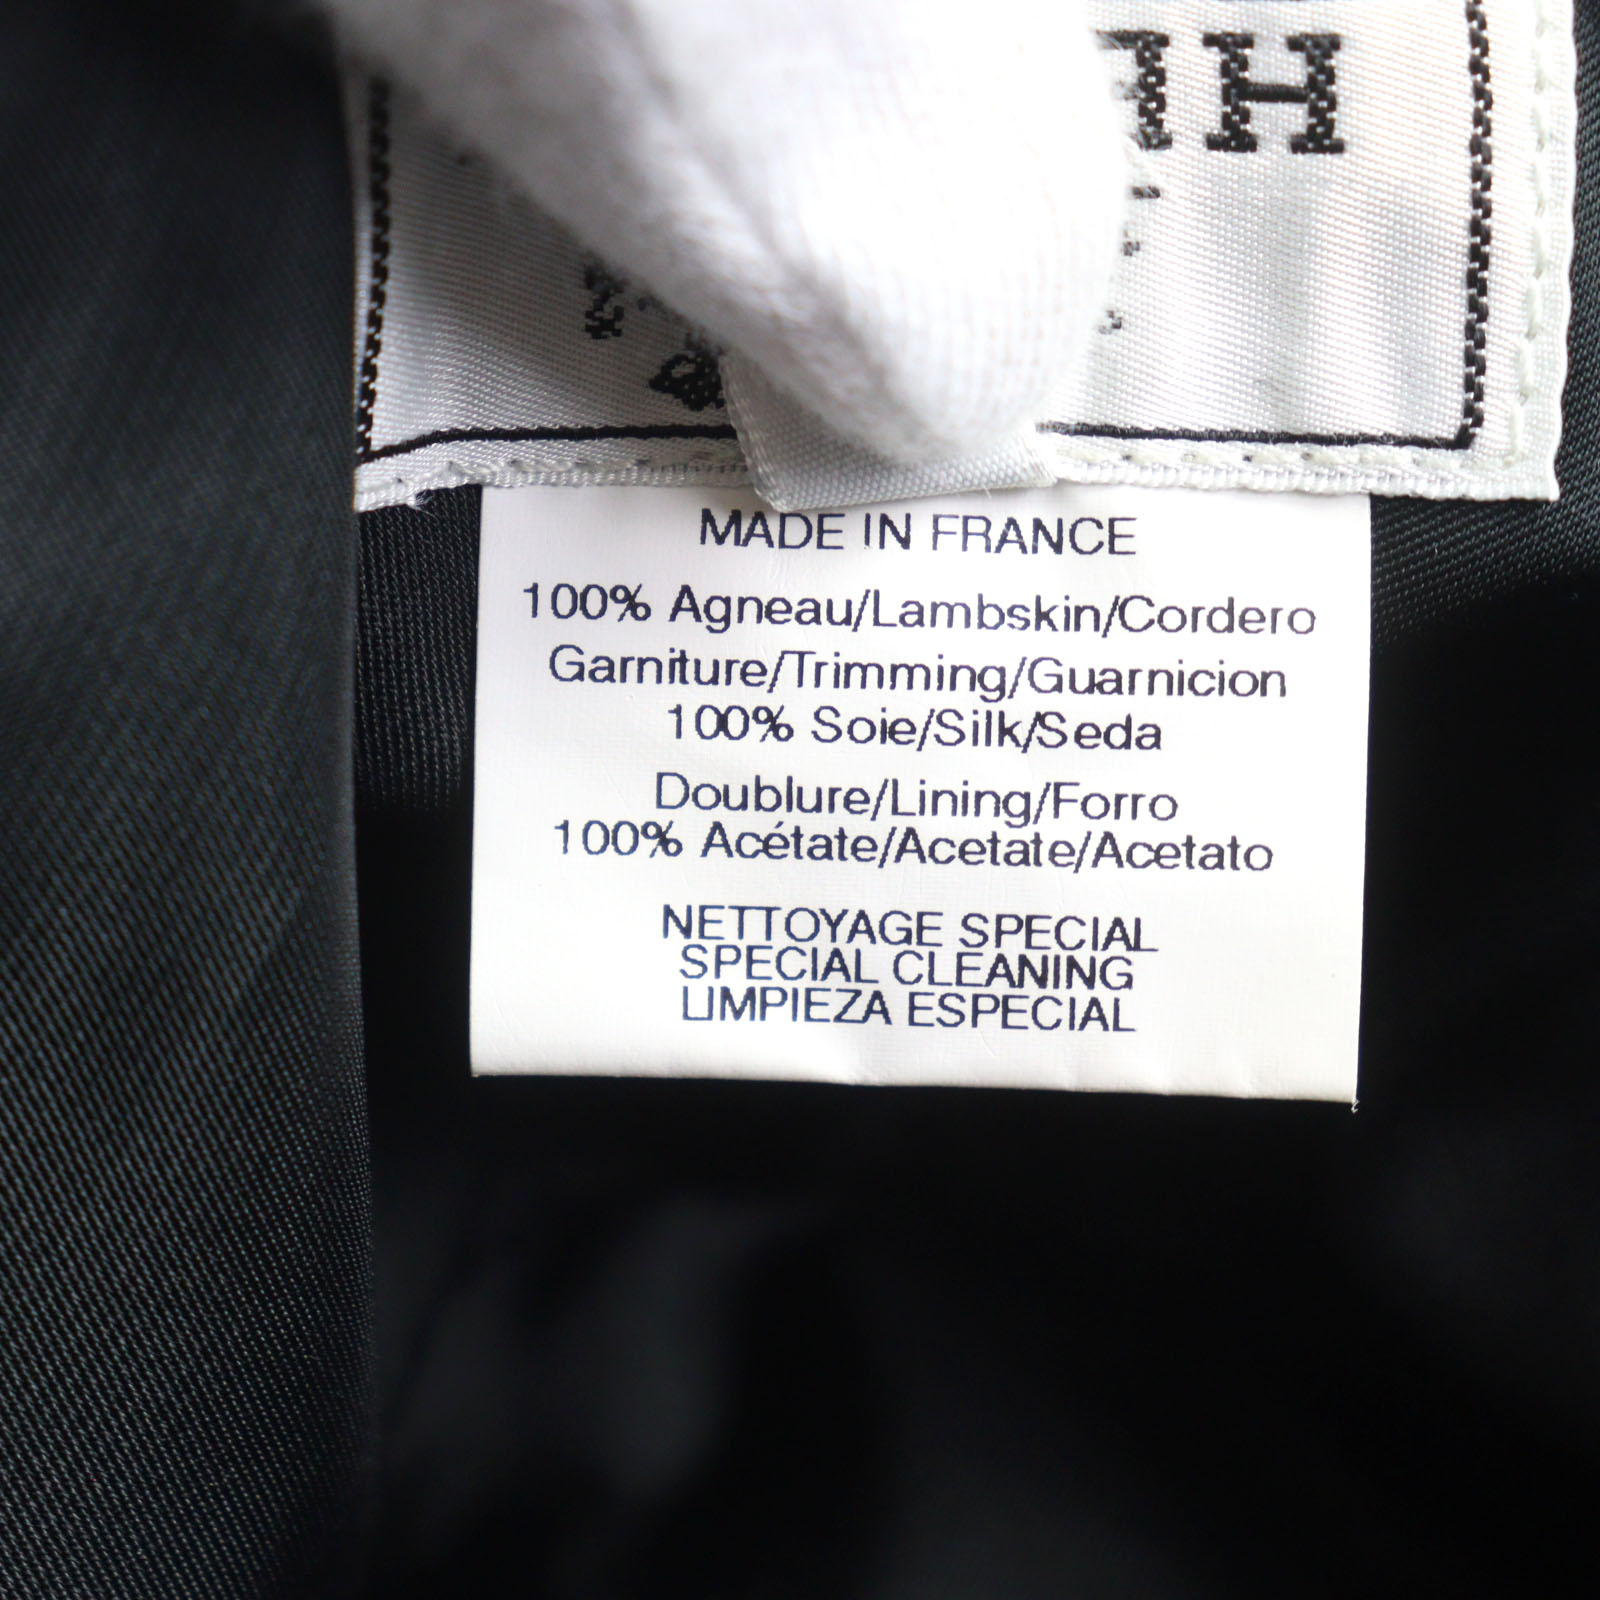 MADE IN FRANCE
100% Agneau/Lambskin/Cordero
Garniture/Trimming/Guarnicion
100% Soie/Silk/Seda
Doublure/Lining/Forro
100% Acétate/Acetate/Acetato
NETTOYAGE SPECIAL
SPECIAL CLEANING
LIMPIEZA ESPECIAL